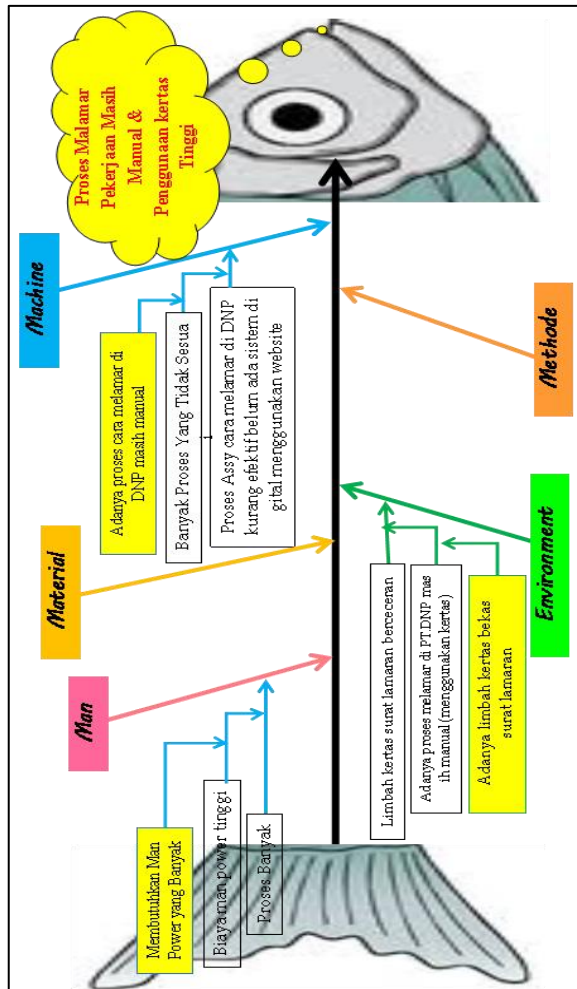 Proses Malamar
Pekerjaan Masih
Manual &
Penggunaan kertas
Tinggi
Man
Material
Machine
Membutuhkan Man
Power yang Banyak
Biaya man power tinggi
Proses Banyak
Adanya proses cara melamar di
DNP masih manual
Banyak Proses Yang Tidak Sesua
Proses Assy cara melamar di DNP
kurang efektif belum ada sistem di
gital menggunakan website
Limbah kertas surat lamaran berceceran
Adanya proses melamar di PT.DNP mas
ih manual (menggunakan kertas)
Adanya limbah kertas bekas
surat lamaran
Environment
Methode